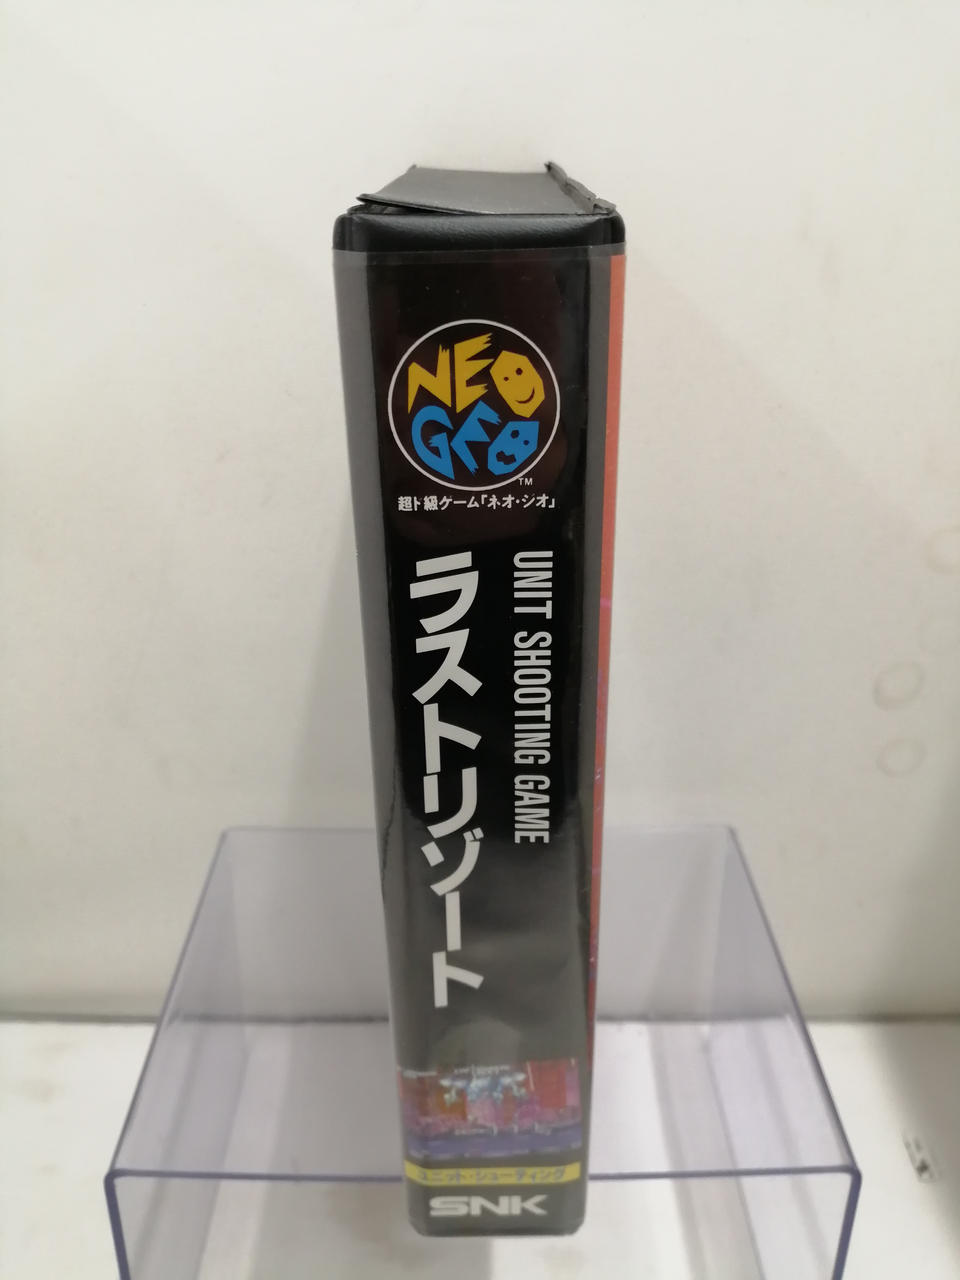 NEO
GEO
TM
超ド級ゲーム「ネオ・ジオ」
UNIT SHOOTING GAME
ラストリゾート
ユニット・シューティング
SNK